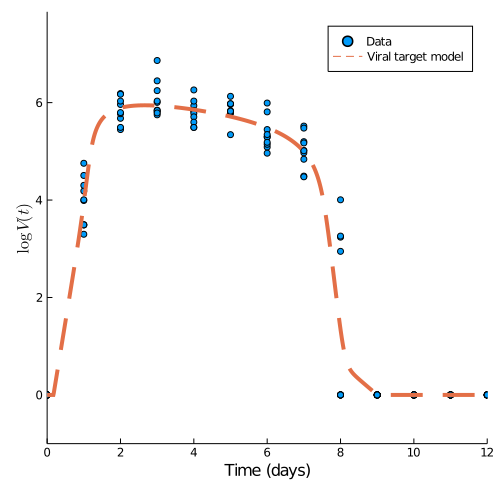 Data
Viral target model
6
4
2
0
log V(t)
0 2 4 6 8 10 12
Time (days)